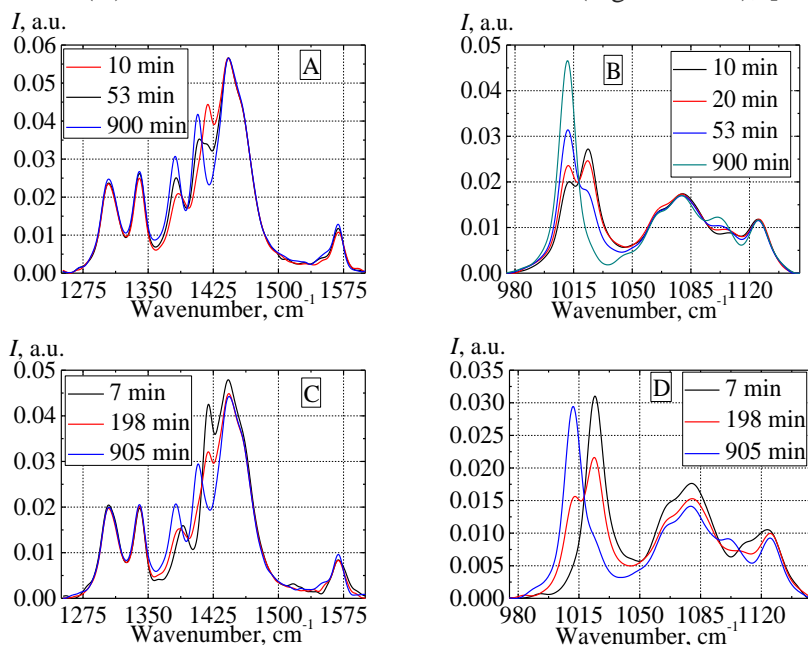 I, a.u.
0.06
0.05
0.04
0.03
0.02
0.01
0.00
10 min
53 min
900 min
A
1275 1350 1425 1500 1575
Wavenumber, cm-1
I, a.u.
0.05
0.04
0.03
0.02
0.01
0.00
B
10 min
20 min
53 min
900 min
980 1015 1050 1085 1120
Wavenumber, cm-1
I, a.u.
0.05
0.04
0.03
0.02
0.01
0.00
7 min
198 min
905 min
C
1275 1350 1425 1500 1575
Wavenumber, cm-1
I, a.u.
0.030
0.025
0.020
0.015
0.010
0.005
0.000
D
7 min
198 min
905 min
980 1015 1050 1085 1120
Wavenumber, cm-1